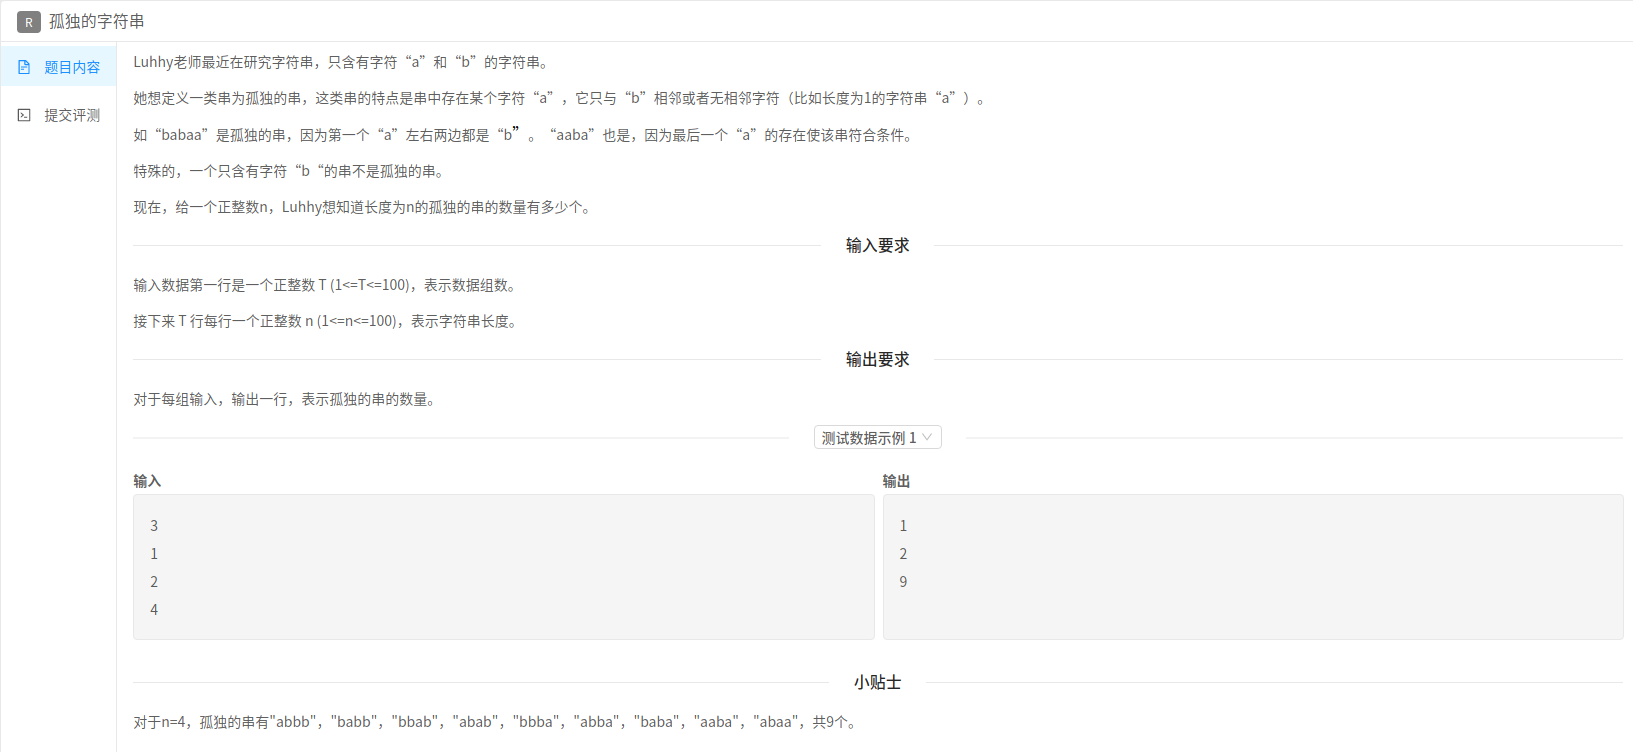 R 孤独的字符串
题目内容
提交评测
Luhhy老师最近在研究字符串，只含有字符“a”和“b”的字符串。
她想定义一类串为孤独的串，这类串的特点是串中存在某个字符“a”，它只与“b”相邻或者无相邻字符（比如长度为1的字符串“a”）。
如“babaa”是孤独的串，因为第一个“a”左右两边都是“b”。“aaba”也是，因为最后一个“a”的存在使该串符合条件。
特殊的，一个只含有字符“b“的串不是孤独的串。
现在，给一个正整数n，Luhhy想知道长度为n的孤独的串的数量有多少个。
输入要求
输入数据第一行是一个正整数 T (1<=T<=100)，表示数据组数。
接下来 T 行每行一个正整数 n (1<=n<=100)，表示字符串长度。
输出要求
对于每组输入，输出一行，表示孤独的串的数量。
测试数据示例 1
输入
3
1
2
4
输出
1
2
9
小贴士
对于n=4，孤独的串有"abbb"，"babb"，"bbab"，"abab"，"bbba"，"abba"，"baba"，"aaba"，"abaa"，共9个。